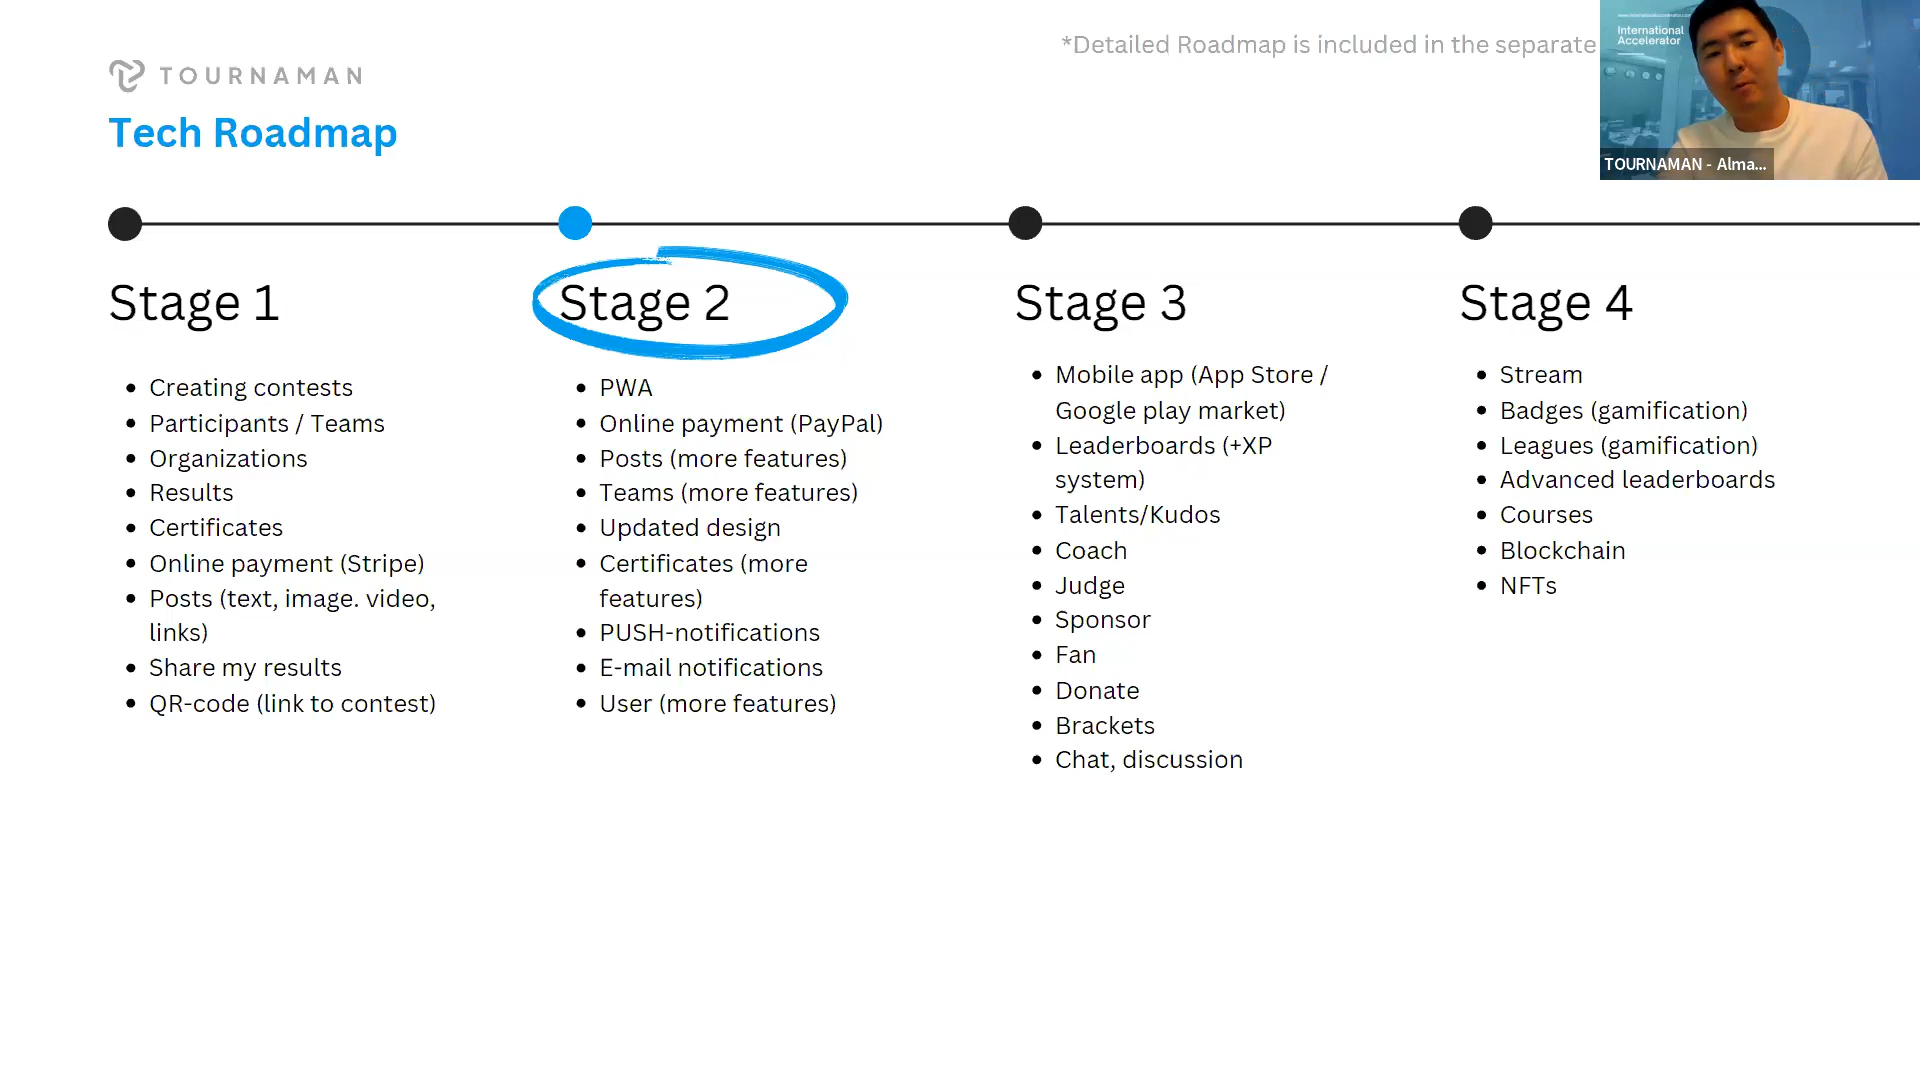 *Detailed Roadmap is included in the separate
International
Accelerator
TOURNAMAN - Alma...
TOURNAMAN
Tech Roadmap
Stage 1
Creating contests
Participants / Teams
Organizations
Results
Certificates
Online payment (Stripe)
Posts (text, image. video,
links)
Share my results
QR-code (link to contest)
Stage 2
PWA
Online payment (PayPal)
Posts (more features)
Teams (more features)
Updated design
Certificates (more
features)
PUSH-notifications
E-mail notifications
User (more features)
Stage 3
Mobile app (App Store /
Google play market)
Leaderboards (+XP
system)
Talents/Kudos
Coach
Judge
Sponsor
Fan
Donate
Brackets
Chat, discussion
Stage 4
Stream
Badges (gamification)
Leagues (gamification)
Advanced leaderboards
Courses
Blockchain
NFTs